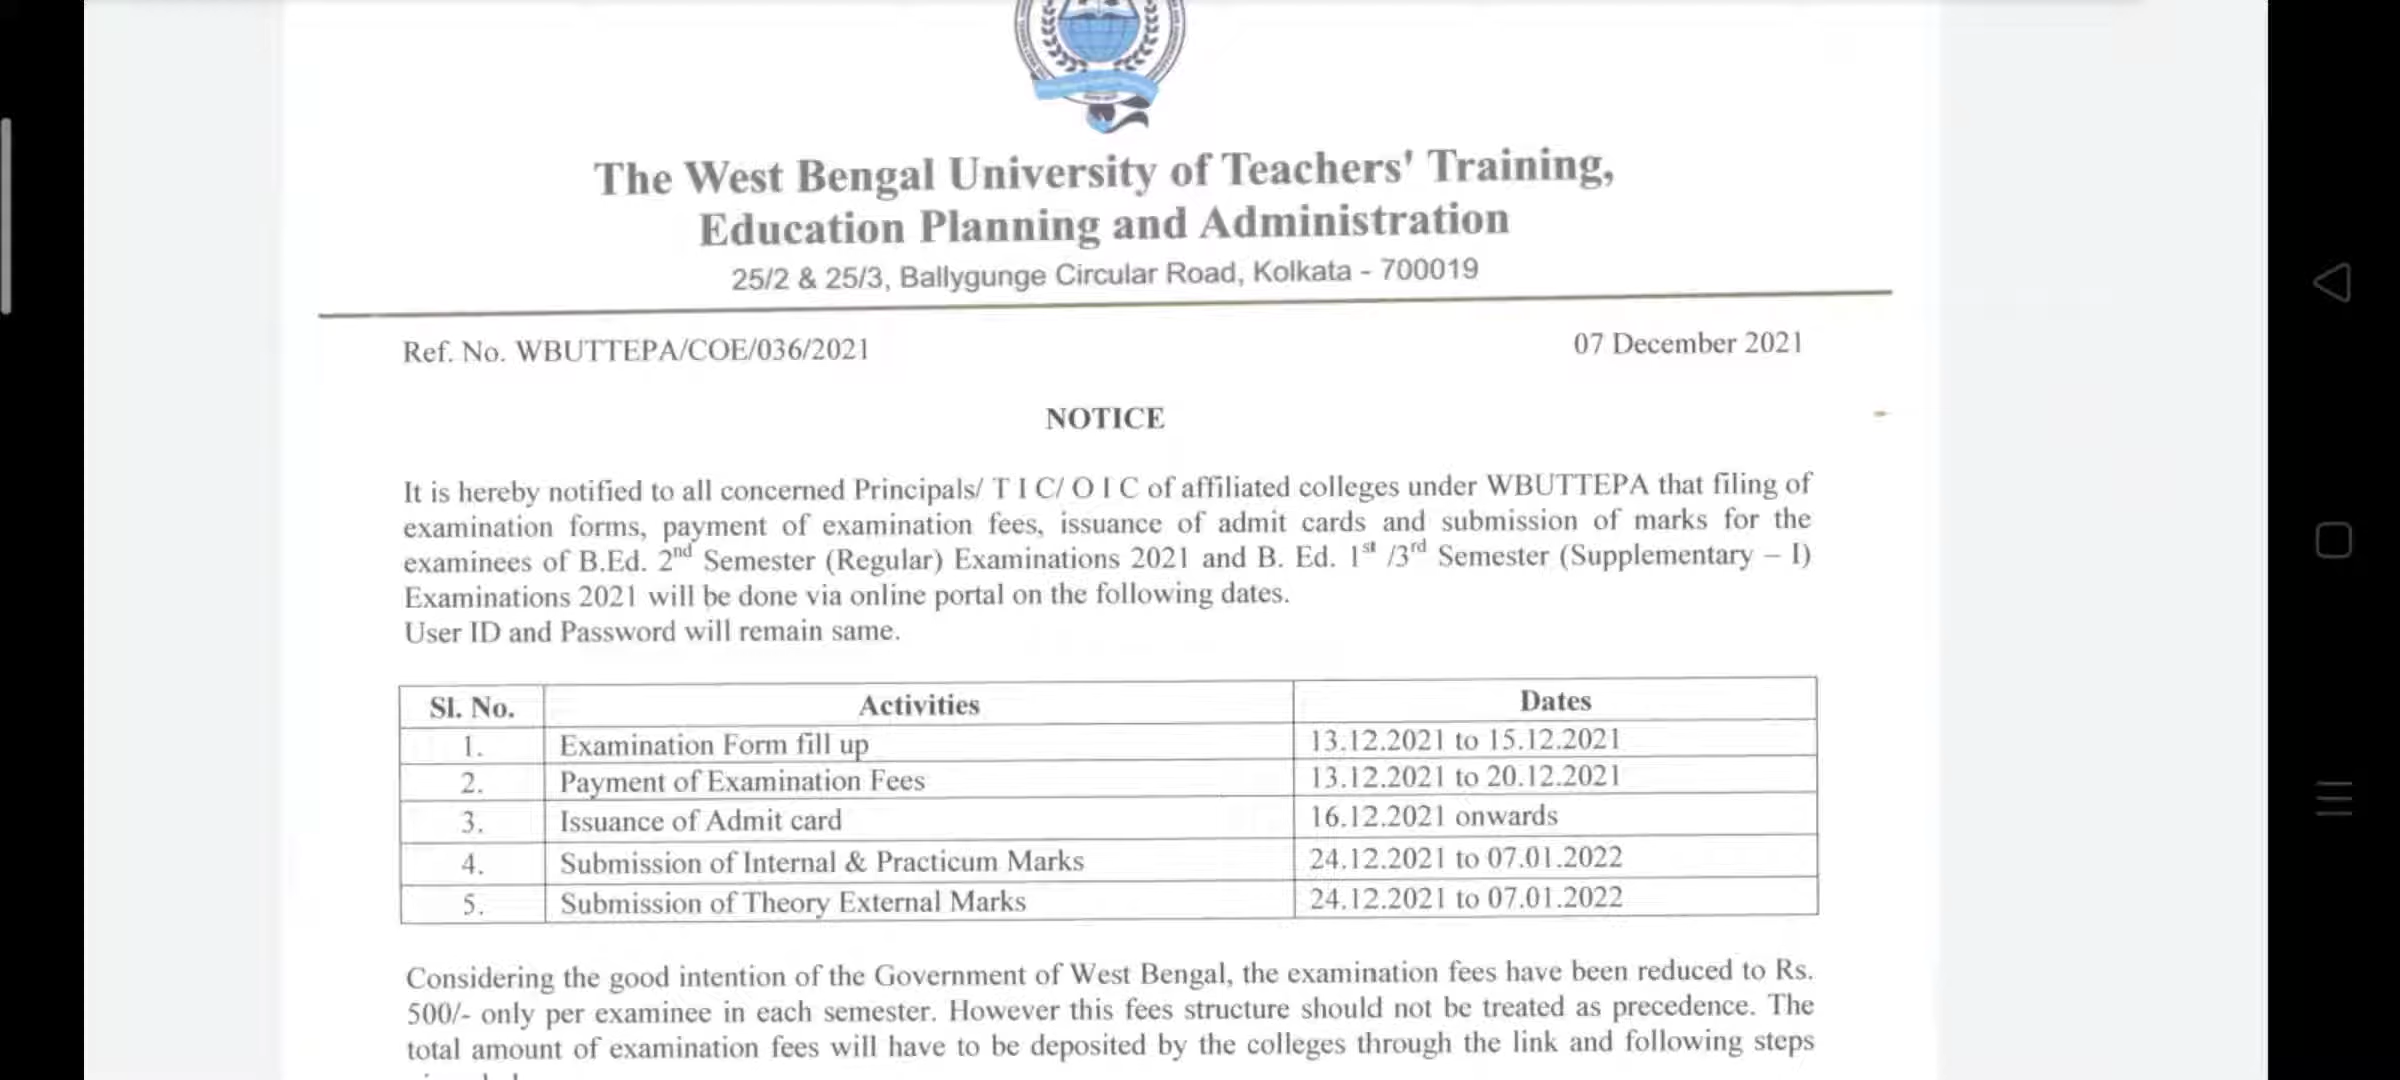 The West Bengal University of Teachers' Training,
Education Planning and Administration
25/2 & 25/3, Ballygunge Circular Road, Kolkata - 700019
Ref. No. WBUTTEPA/COE/036/2021 07 December 2021
NOTICE
It is hereby notified to all concerned Principals/ T I C/ O I C of affiliated colleges under WBUTTEPA that filing of
examination forms, payment of examination fees, issuance of admit cards and submission of marks for the
examinees of B.Ed. 2nd Semester (Regular) Examinations 2021 and B. Ed. 1st /3rd Semester (Supplementary – I)
Examinations 2021 will be done via online portal on the following dates.
User ID and Password will remain same.
Sl. No. Activities Dates
1. Examination Form fill up 13.12.2021 to 15.12.2021
2. Payment of Examination Fees 13.12.2021 to 20.12.2021
3. Issuance of Admit card 16.12.2021 onwards
4. Submission of Internal & Practicum Marks 24.12.2021 to 07.01.2022
5. Submission of Theory External Marks 24.12.2021 to 07.01.2022
Considering the good intention of the Government of West Bengal, the examination fees have been reduced to Rs.
500/- only per examinee in each semester. However this fees structure should not be treated as precedence. The
total amount of examination fees will have to be deposited by the colleges through the link and following steps